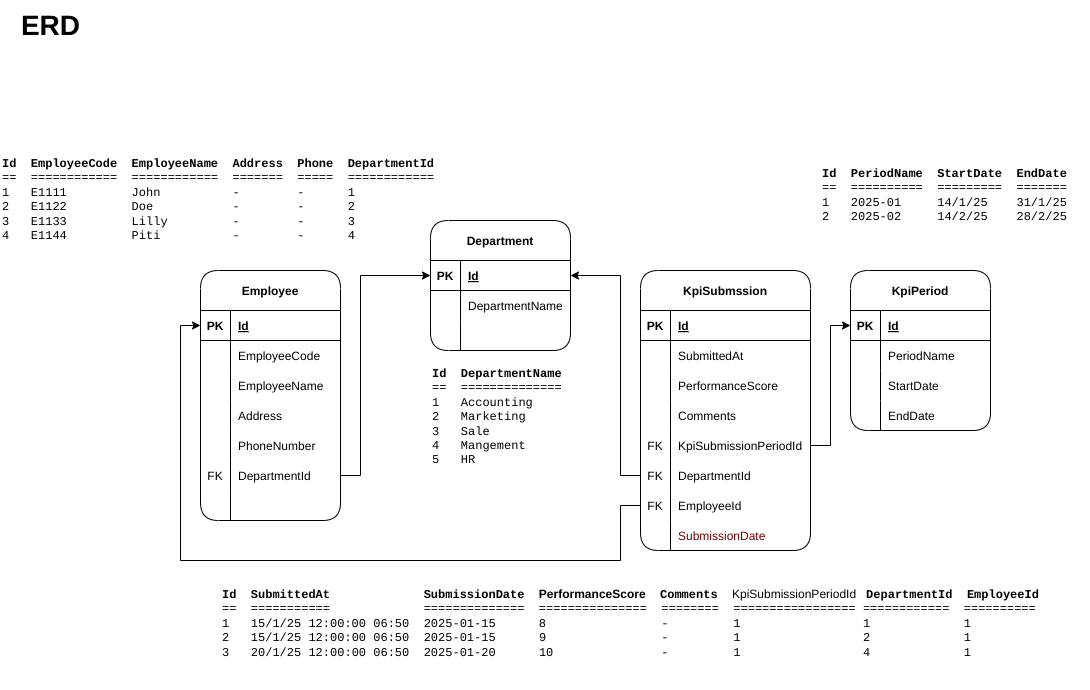 ERD
Id EmployeeCode EmployeeName Address Phone DepartmentId
== ============ ============ ======= ===== ============
1 E1111 John - - 1
2 E1122 Doe - - 2
3 E1133 Lilly - - 3
4 E1144 Piti - - 4
Id PeriodName StartDate EndDate
== ========== ========= =======
1 2025-01 14/1/25 31/1/25
2 2025-02 14/2/25 28/2/25
Employee
PK Id
EmployeeCode
EmployeeName
Address
PhoneNumber
FK DepartmentId
Department
PK Id
DepartmentName
Id DepartmentName
== ==============
1 Accounting
2 Marketing
3 Sale
4 Mangement
5 HR
KpiSubmssion
PK Id
SubmittedAt
PerformanceScore
Comments
FK KpiSubmissionPeriodId
FK DepartmentId
FK EmployeeId
SubmissionDate
KpiPeriod
PK Id
PeriodName
StartDate
EndDate
Id SubmittedAt SubmissionDate PerformanceScore Comments KpiSubmissionPeriodId DepartmentId EmployeeId
== =========== ============== =============== ======== ================= ============ ==========
1 15/1/25 12:00:00 06:50 2025-01-15 8 - 1 1 1
2 15/1/25 12:00:00 06:50 2025-01-15 9 - 1 2 1
3 20/1/25 12:00:00 06:50 2025-01-20 10 - 1 4 1